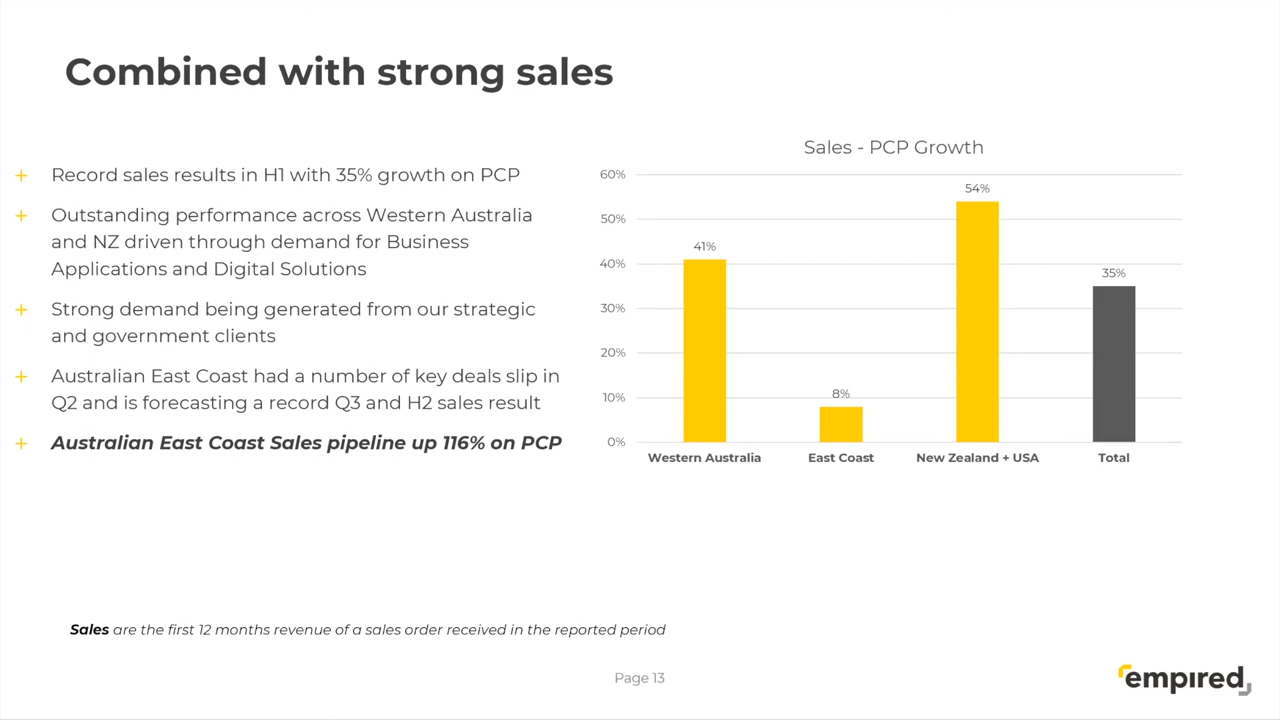 Combined with strong sales
+ Record sales results in H1 with 35% growth on PCP
+ Outstanding performance across Western Australia
and NZ driven through demand for Business
Applications and Digital Solutions
+ Strong demand being generated from our strategic
and government clients
+ Australian East Coast had a number of key deals slip in
Q2 and is forecasting a record Q3 and H2 sales result
+ Australian East Coast Sales pipeline up 116% on PCP
Sales - PCP Growth
60%
50%
40%
30%
20%
10%
0%
41%
8%
54%
35%
Western Australia
East Coast
New Zealand + USA
Total
Sales are the first 12 months revenue of a sales order received in the reported period
Page 13
empired